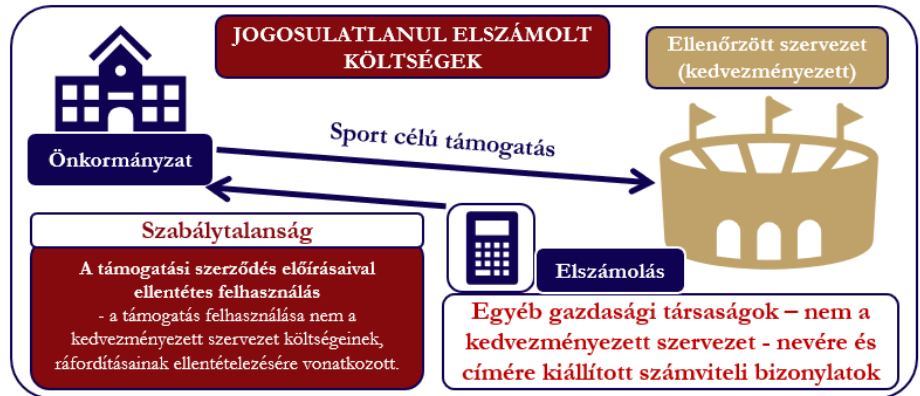 JOGOSULATLANUL ELSZÁMOLT
KÖLTSÉGEK
Ellenőrzött szervezet
(kedvezményezett)
Önkormányzat
Sport célú támogatás
Szabálytalanság
A támogatási szerződés előírásaival
ellentétes felhasználás
- a támogatás felhasználása nem a
kedvezményezett szervezet költségeinek,
ráfordításainak ellentételezésére vonatkozott.
Elszámolás
Egyéb gazdasági társaságok – nem a
kedvezményezett szervezet - nevére és
címére kiállított számviteli bizonylatok